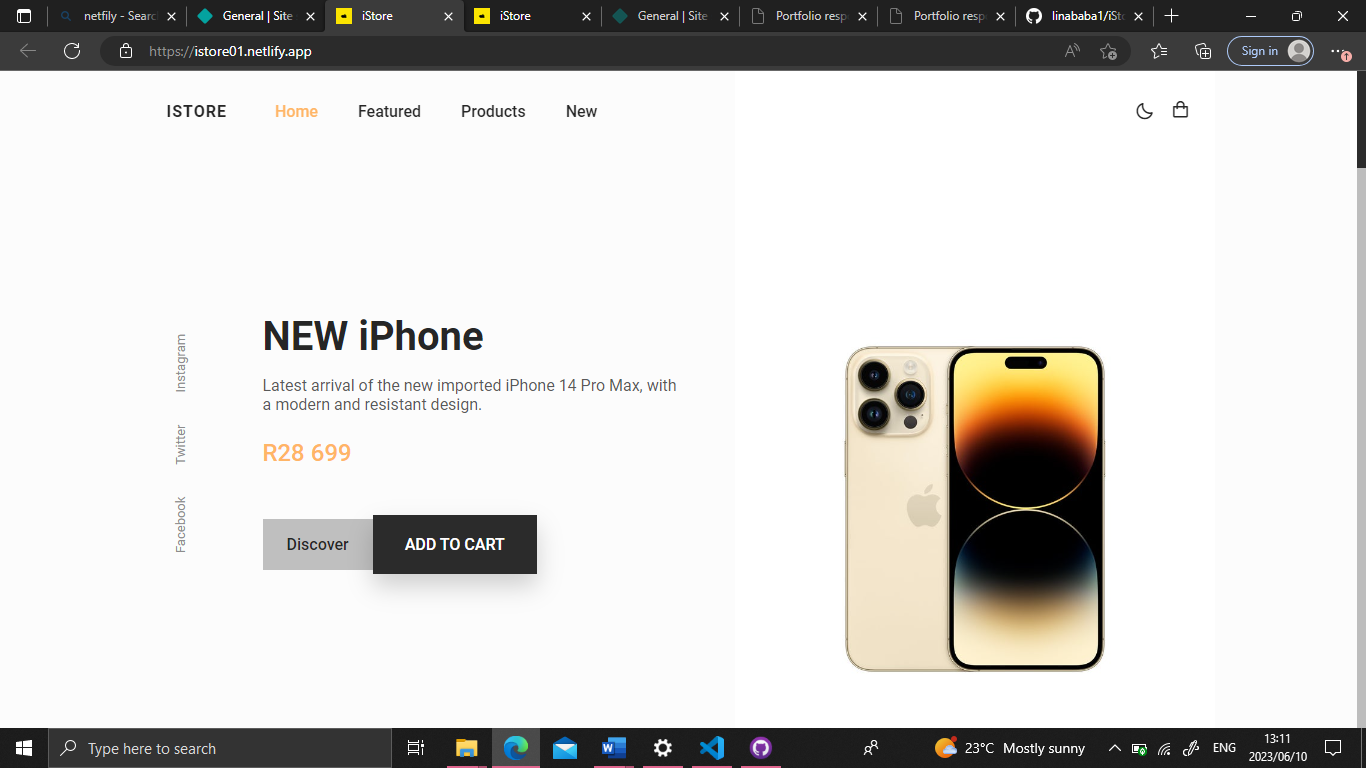 netfily - Searc
General | Site
iStore
iStore
General | Site
Portfolio resp
Portfolio resp
linababa1/iSto
https://istore01.netlify.app
Sign in
ISTORE
Home
Featured
Products
New
Instagram
Twitter
Facebook
NEW iPhone
Latest arrival of the new imported iPhone 14 Pro Max, with
a modern and resistant design.
R28 699
Discover
ADD TO CART
Type here to search
23°C Mostly sunny
ENG
13:11
2023/06/10